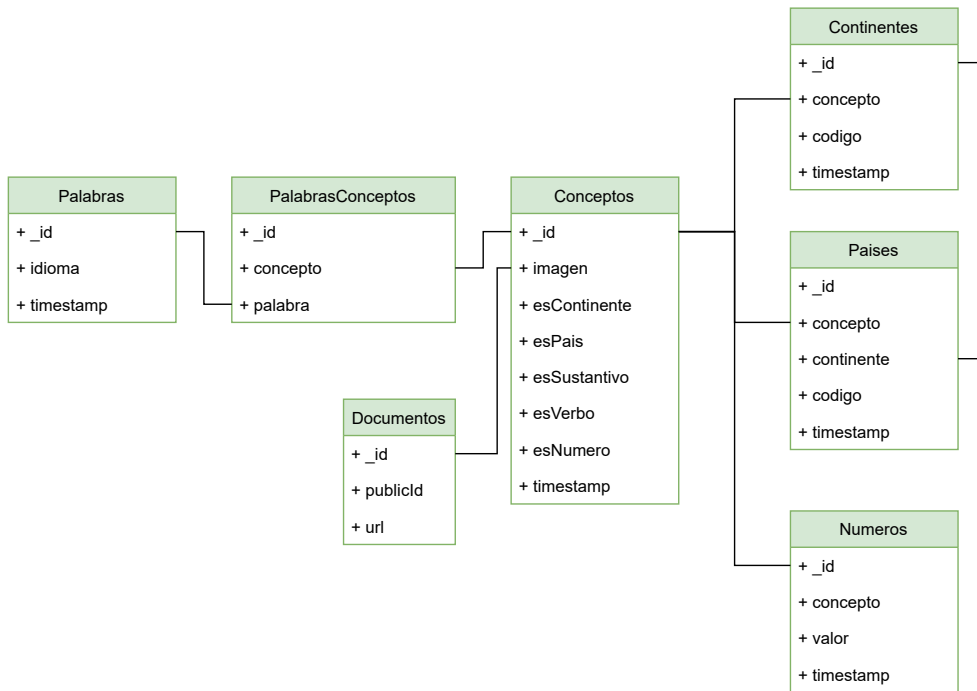 Continentes
+ _id
+ concepto
+ codigo
+ timestamp
Palabras
+ _id
+ idioma
+ timestamp
PalabrasConceptos
+ _id
+ concepto
+ palabra
Conceptos
+ _id
+ imagen
+ esContinente
+ esPais
+ esSustantivo
+ esVerbo
+ esNumero
+ timestamp
Paises
+ _id
+ concepto
+ continente
+ codigo
+ timestamp
Documentos
+ _id
+ publicId
+ url
Numeros
+ _id
+ concepto
+ valor
+ timestamp